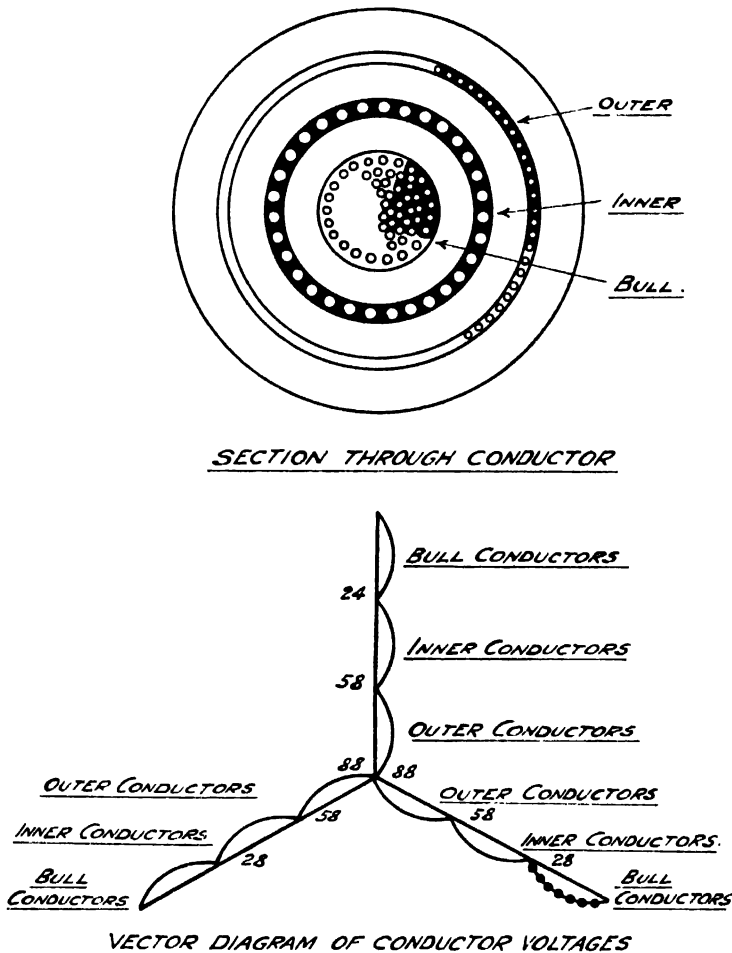 OUTER
INNER
BULL.
SECTION THROUGH CONDUCTOR
BULL CONDUCTORS
24
INNER CONDUCTORS
58
OUTER CONDUCTORS
88 88
OUTER CONDUCTORS
OUTER CONDUCTORS
58
58
INNER CONDUCTORS
INNER CONDUCTORS.
28
28
BULL
CONDUCTORS
BULL
CONDUCTORS
VECTOR DIAGRAM OF CONDUCTOR VOLTAGES